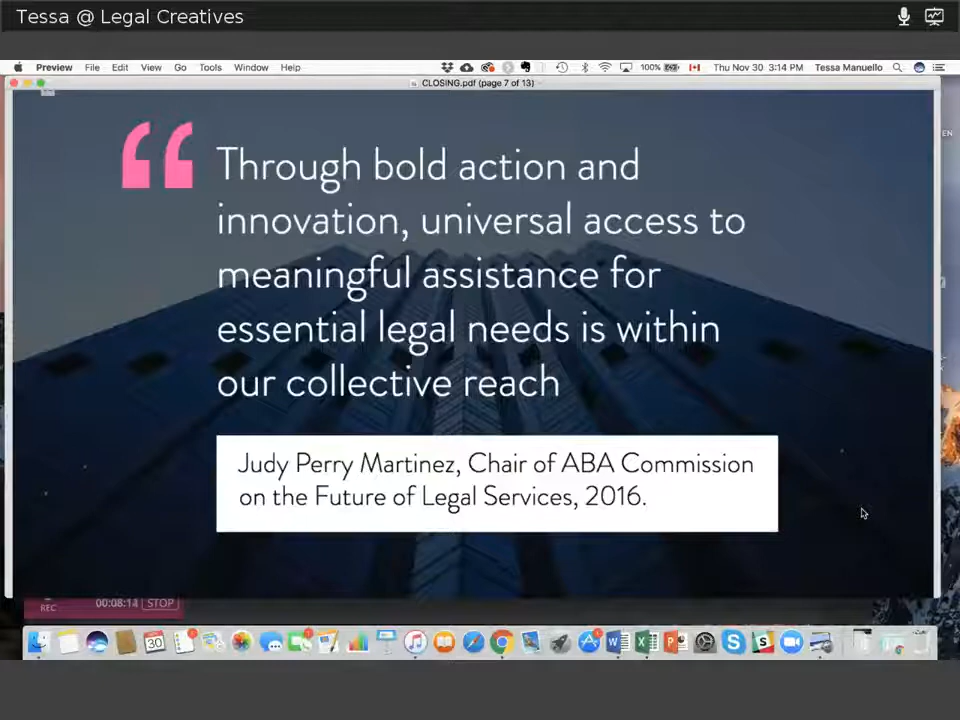 Tessa @ Legal Creatives
Preview File Edit View Go Tools Window Help 100% Thu Nov 30 3:14 PM Tessa Manuello
CLOSING.pdf (page 7 of 13)
EN
“
Through bold action and
innovation, universal access to
meaningful assistance for
essential legal needs is within
our collective reach
Judy Perry Martinez, Chair of ABA Commission
on the Future of Legal Services, 2016.
REC 00:08:14 STOP
30